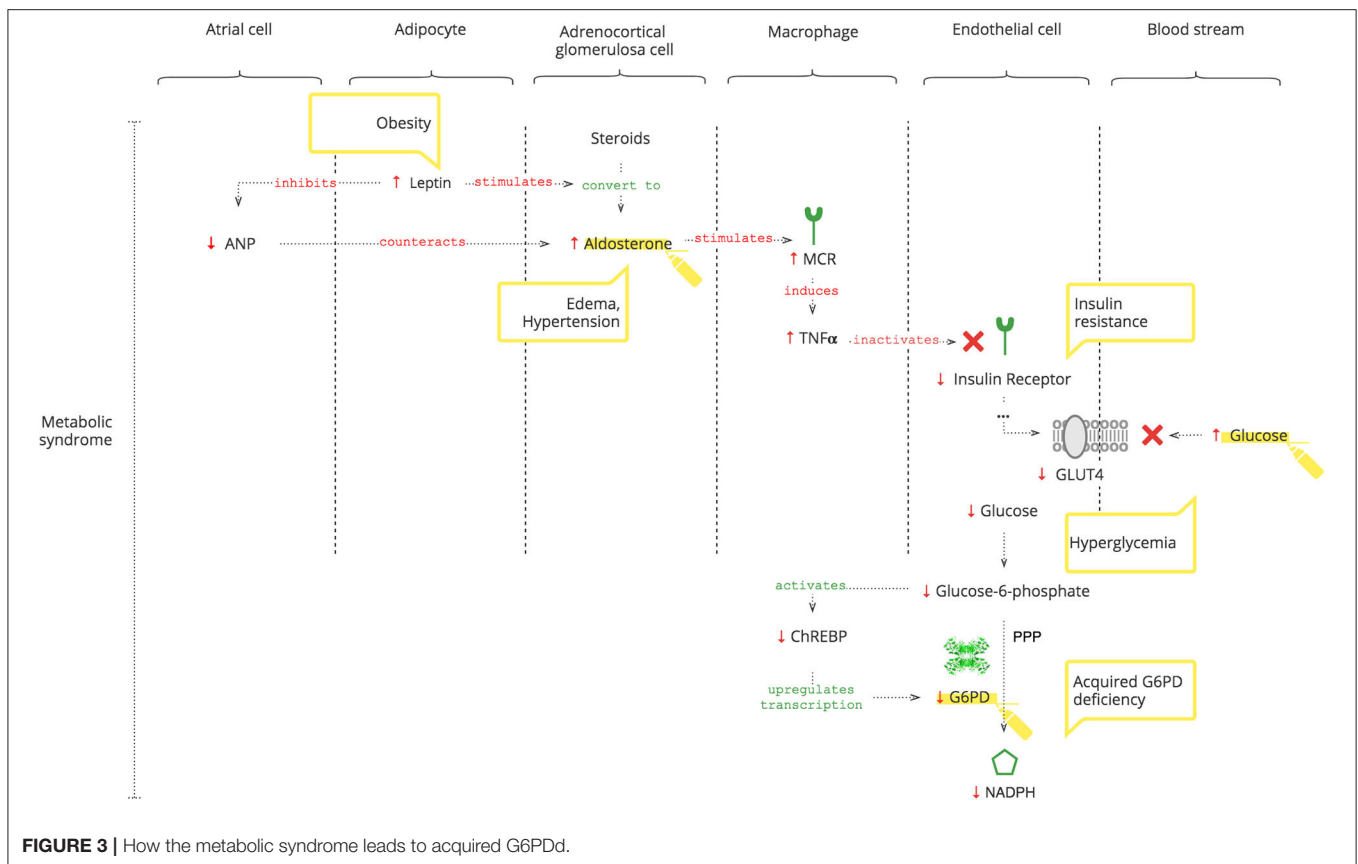 Atrial cell
Adipocyte
Adrenocortical
glomerulosa cell
Macrophage
Endothelial cell
Blood stream
Obesity
Steroids
inhibits
↑ Leptin
stimulates
convert to
↓ ANP
counteracts
↑ Aldosterone
stimulates
↑ MCR
Edema,
Hypertension
induces
Insulin
resistance
↑ TNFα
inactivates
↓ Insulin Receptor
...
Metabolic
syndrome
↑ Glucose
↓ GLUT4
↓ Glucose
Hyperglycemia
activates
↓ Glucose-6-phosphate
↓ ChREBP
PPP
upregulates
transcription
↓ G6PD
Acquired G6PD
deficiency
↓ NADPH
FIGURE 3 | How the metabolic syndrome leads to acquired G6PDd.